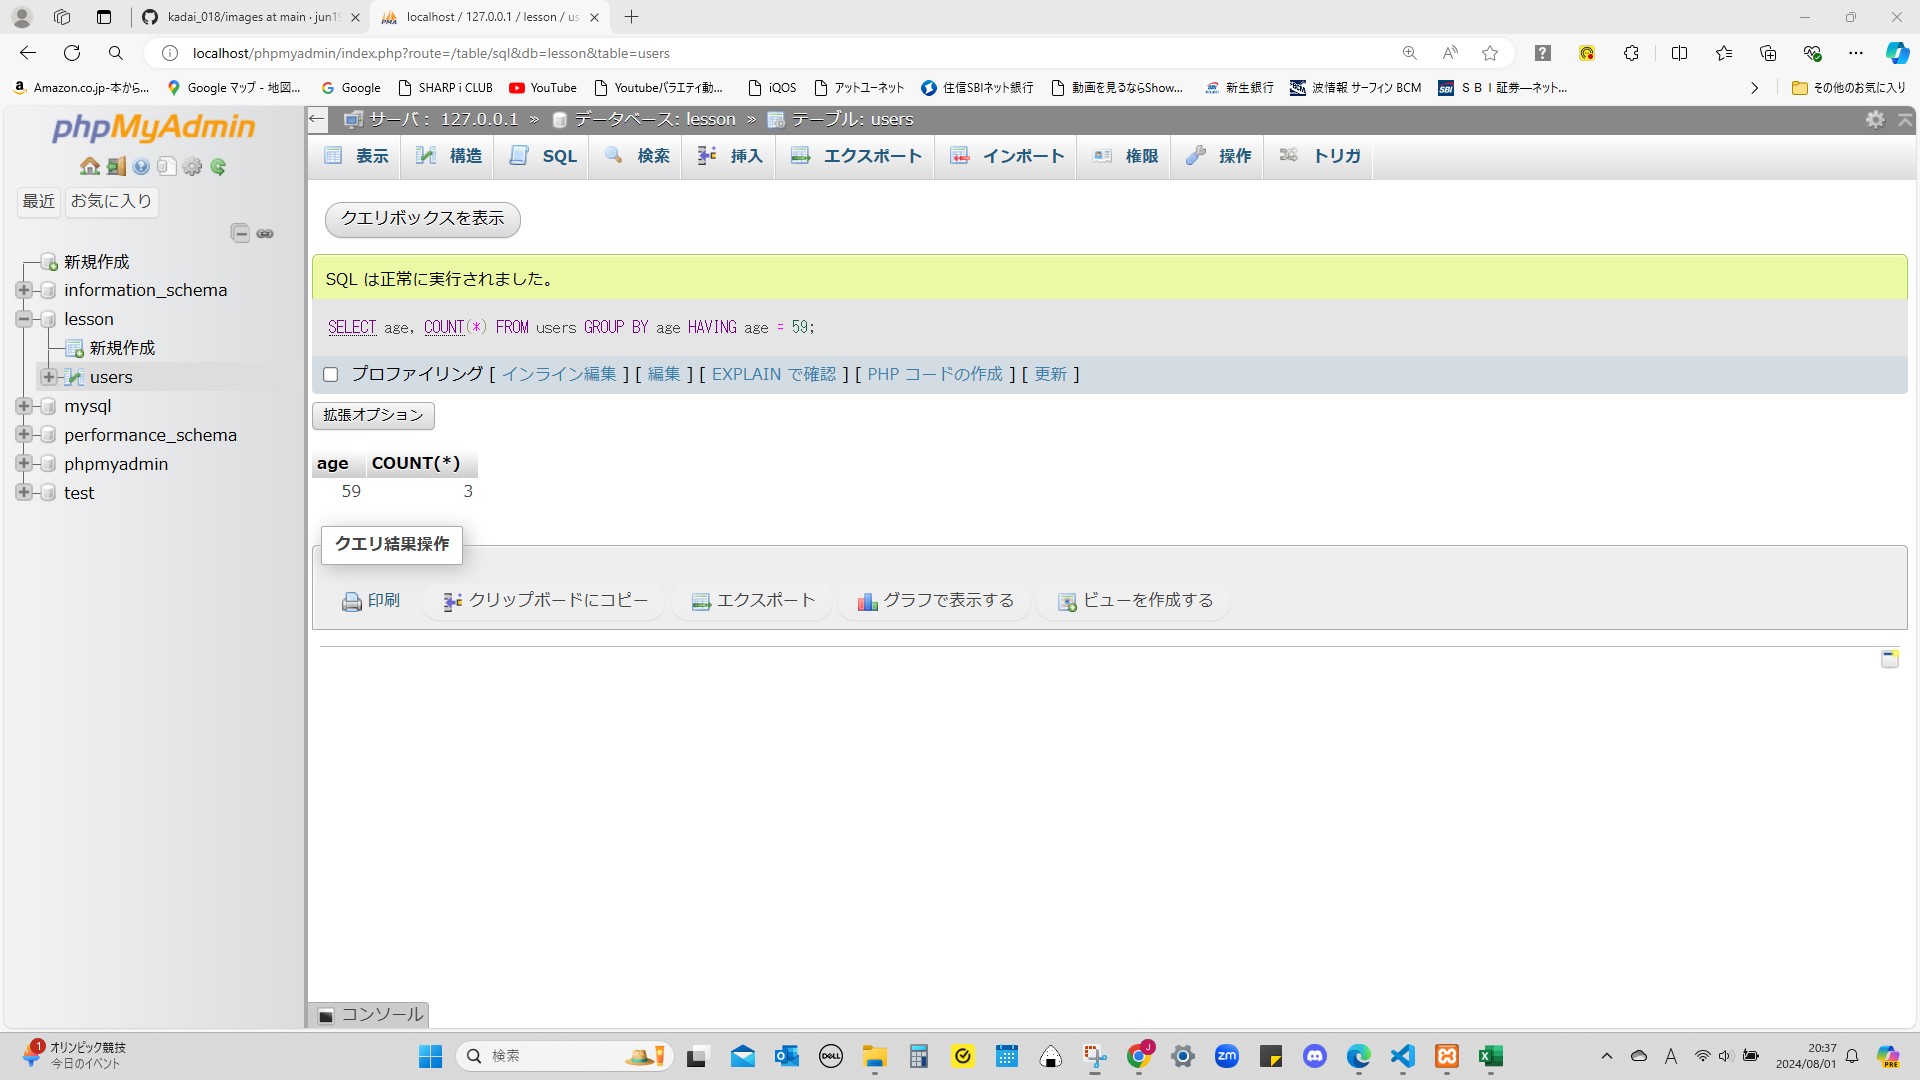 kadai_018/images at main · jun19
localhost / 127.0.0.1 / lesson / us
localhost/phpmyadmin/index.php?route=/table/sql&db=lesson&table=users
Amazon.co.jp-本から...
Google マップ - 地図...
Google
SHARP i CLUB
YouTube
Youtubeバラエティ動...
iQOS
アットユーネット
住信SBIネット銀行
動画を見るならShow...
新生銀行
波情報 サーフィン BCM
ＳＢＩ証券―ネット...
その他のお気に入り
phpMyAdmin
最近
お気に入り
新規作成
information_schema
lesson
新規作成
users
mysql
performance_schema
phpmyadmin
test
サーバ： 127.0.0.1 » データベース: lesson » テーブル: users
表示
構造
SQL
検索
挿入
エクスポート
インポート
権限
操作
トリガ
クエリボックスを表示
SQL は正常に実行されました。
SELECT age, COUNT(*) FROM users GROUP BY age HAVING age = 59;
プロファイリング [ インライン編集 ] [ 編集 ] [ EXPLAIN で確認 ] [ PHP コードの作成 ] [ 更新 ]
拡張オプション
age COUNT(*)
59 3
クエリ結果操作
印刷
クリップボードにコピー
エクスポート
グラフで表示する
ビューを作成する
コンソール
1
オリンピック競技
今日のイベント
検索
DELL
J
zm
A
20:37
2024/08/01
PRE